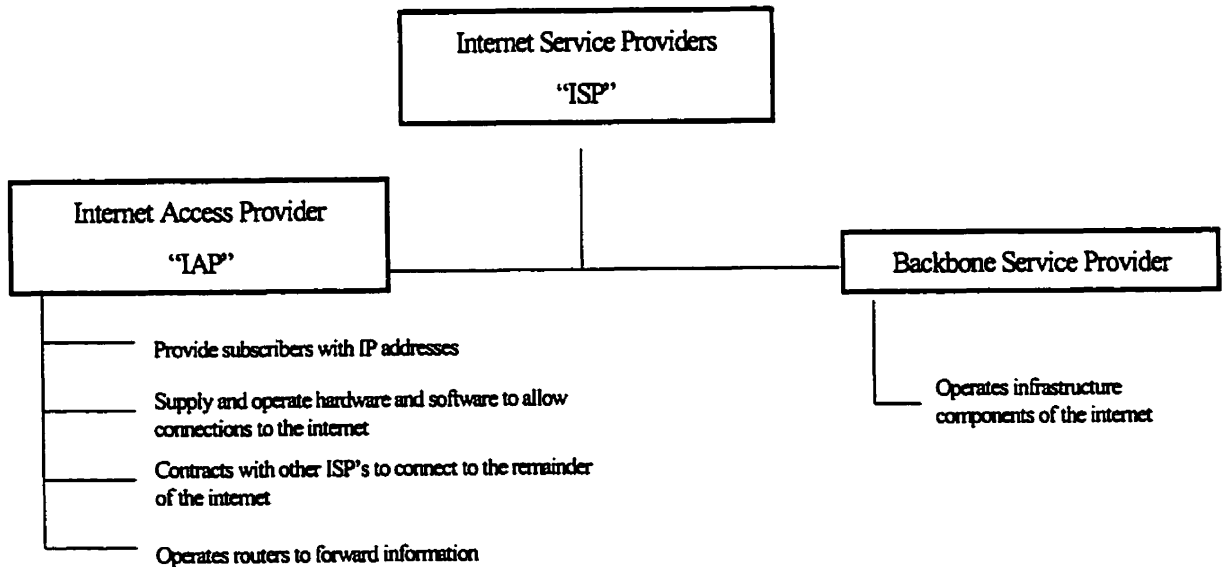 Internet Service Providers
“ISP”
Internet Access Provider
“IAP”
Provide subscribers with IP addresses
Supply and operate hardware and software to allow
connections to the internet
Contracts with other ISP's to connect to the remainder
of the internet
Operates routers to forward information
Backbone Service Provider
Operates infrastructure
components of the internet